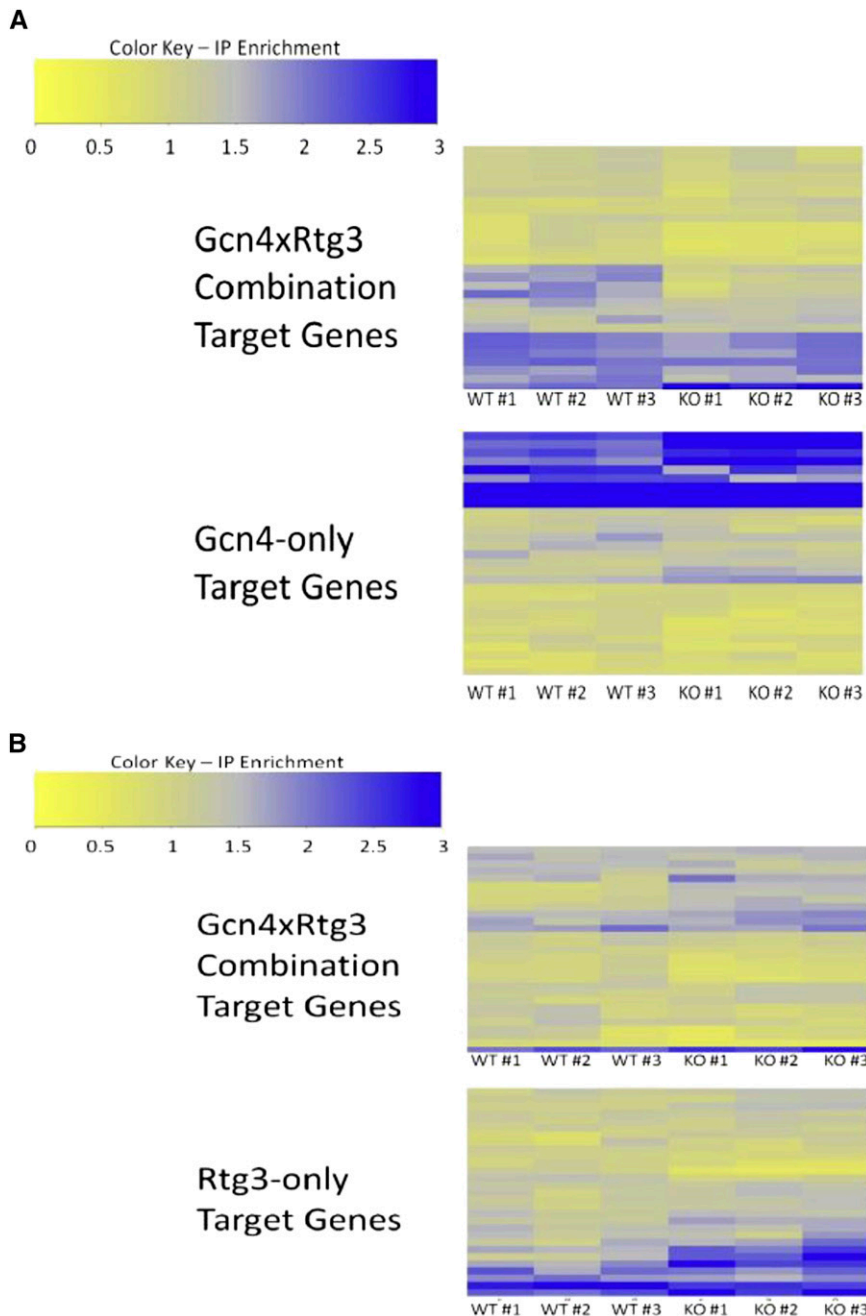 A
Color Key – IP Enrichment
0 0.5 1 1.5 2 2.5 3
Gcn4xRtg3
Combination
Target Genes
WT #1 WT #2 WT #3 KO #1 KO #2 KO #3
Gcn4-only
Target Genes
WT #1 WT #2 WT #3 KO #1 KO #2 KO #3
B
Color Key – IP Enrichment
0 0.5 1 1.5 2 2.5 3
Gcn4xRtg3
Combination
Target Genes
WT #1 WT #2 WT #3 KO #1 KO #2 KO #3
Rtg3-only
Target Genes
WT #1 WT #2 WT #3 KO #1 KO #2 KO #3